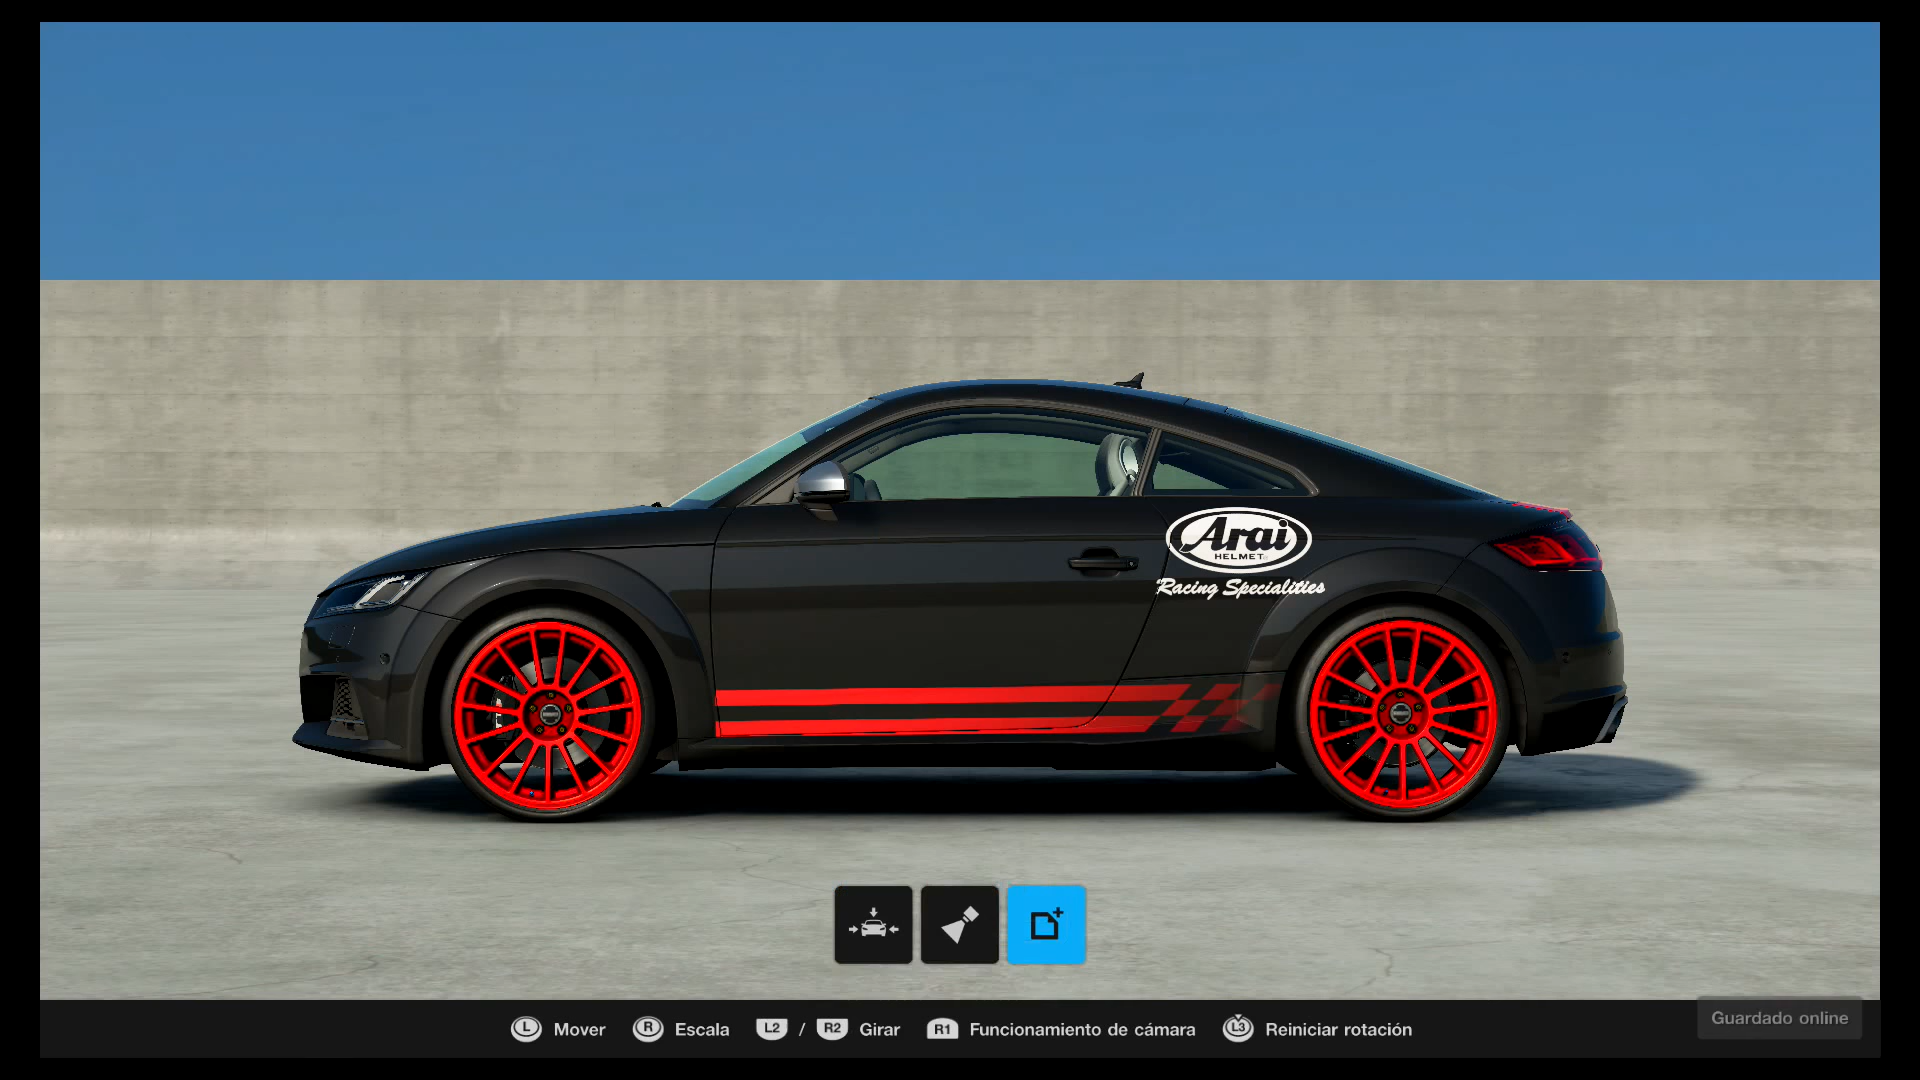 Arai
HELMET
Racing Specialities
L Mover R Escala L2 / R2 Girar R1 Funcionamiento de cámara L3 Reiniciar rotación
Guardado online